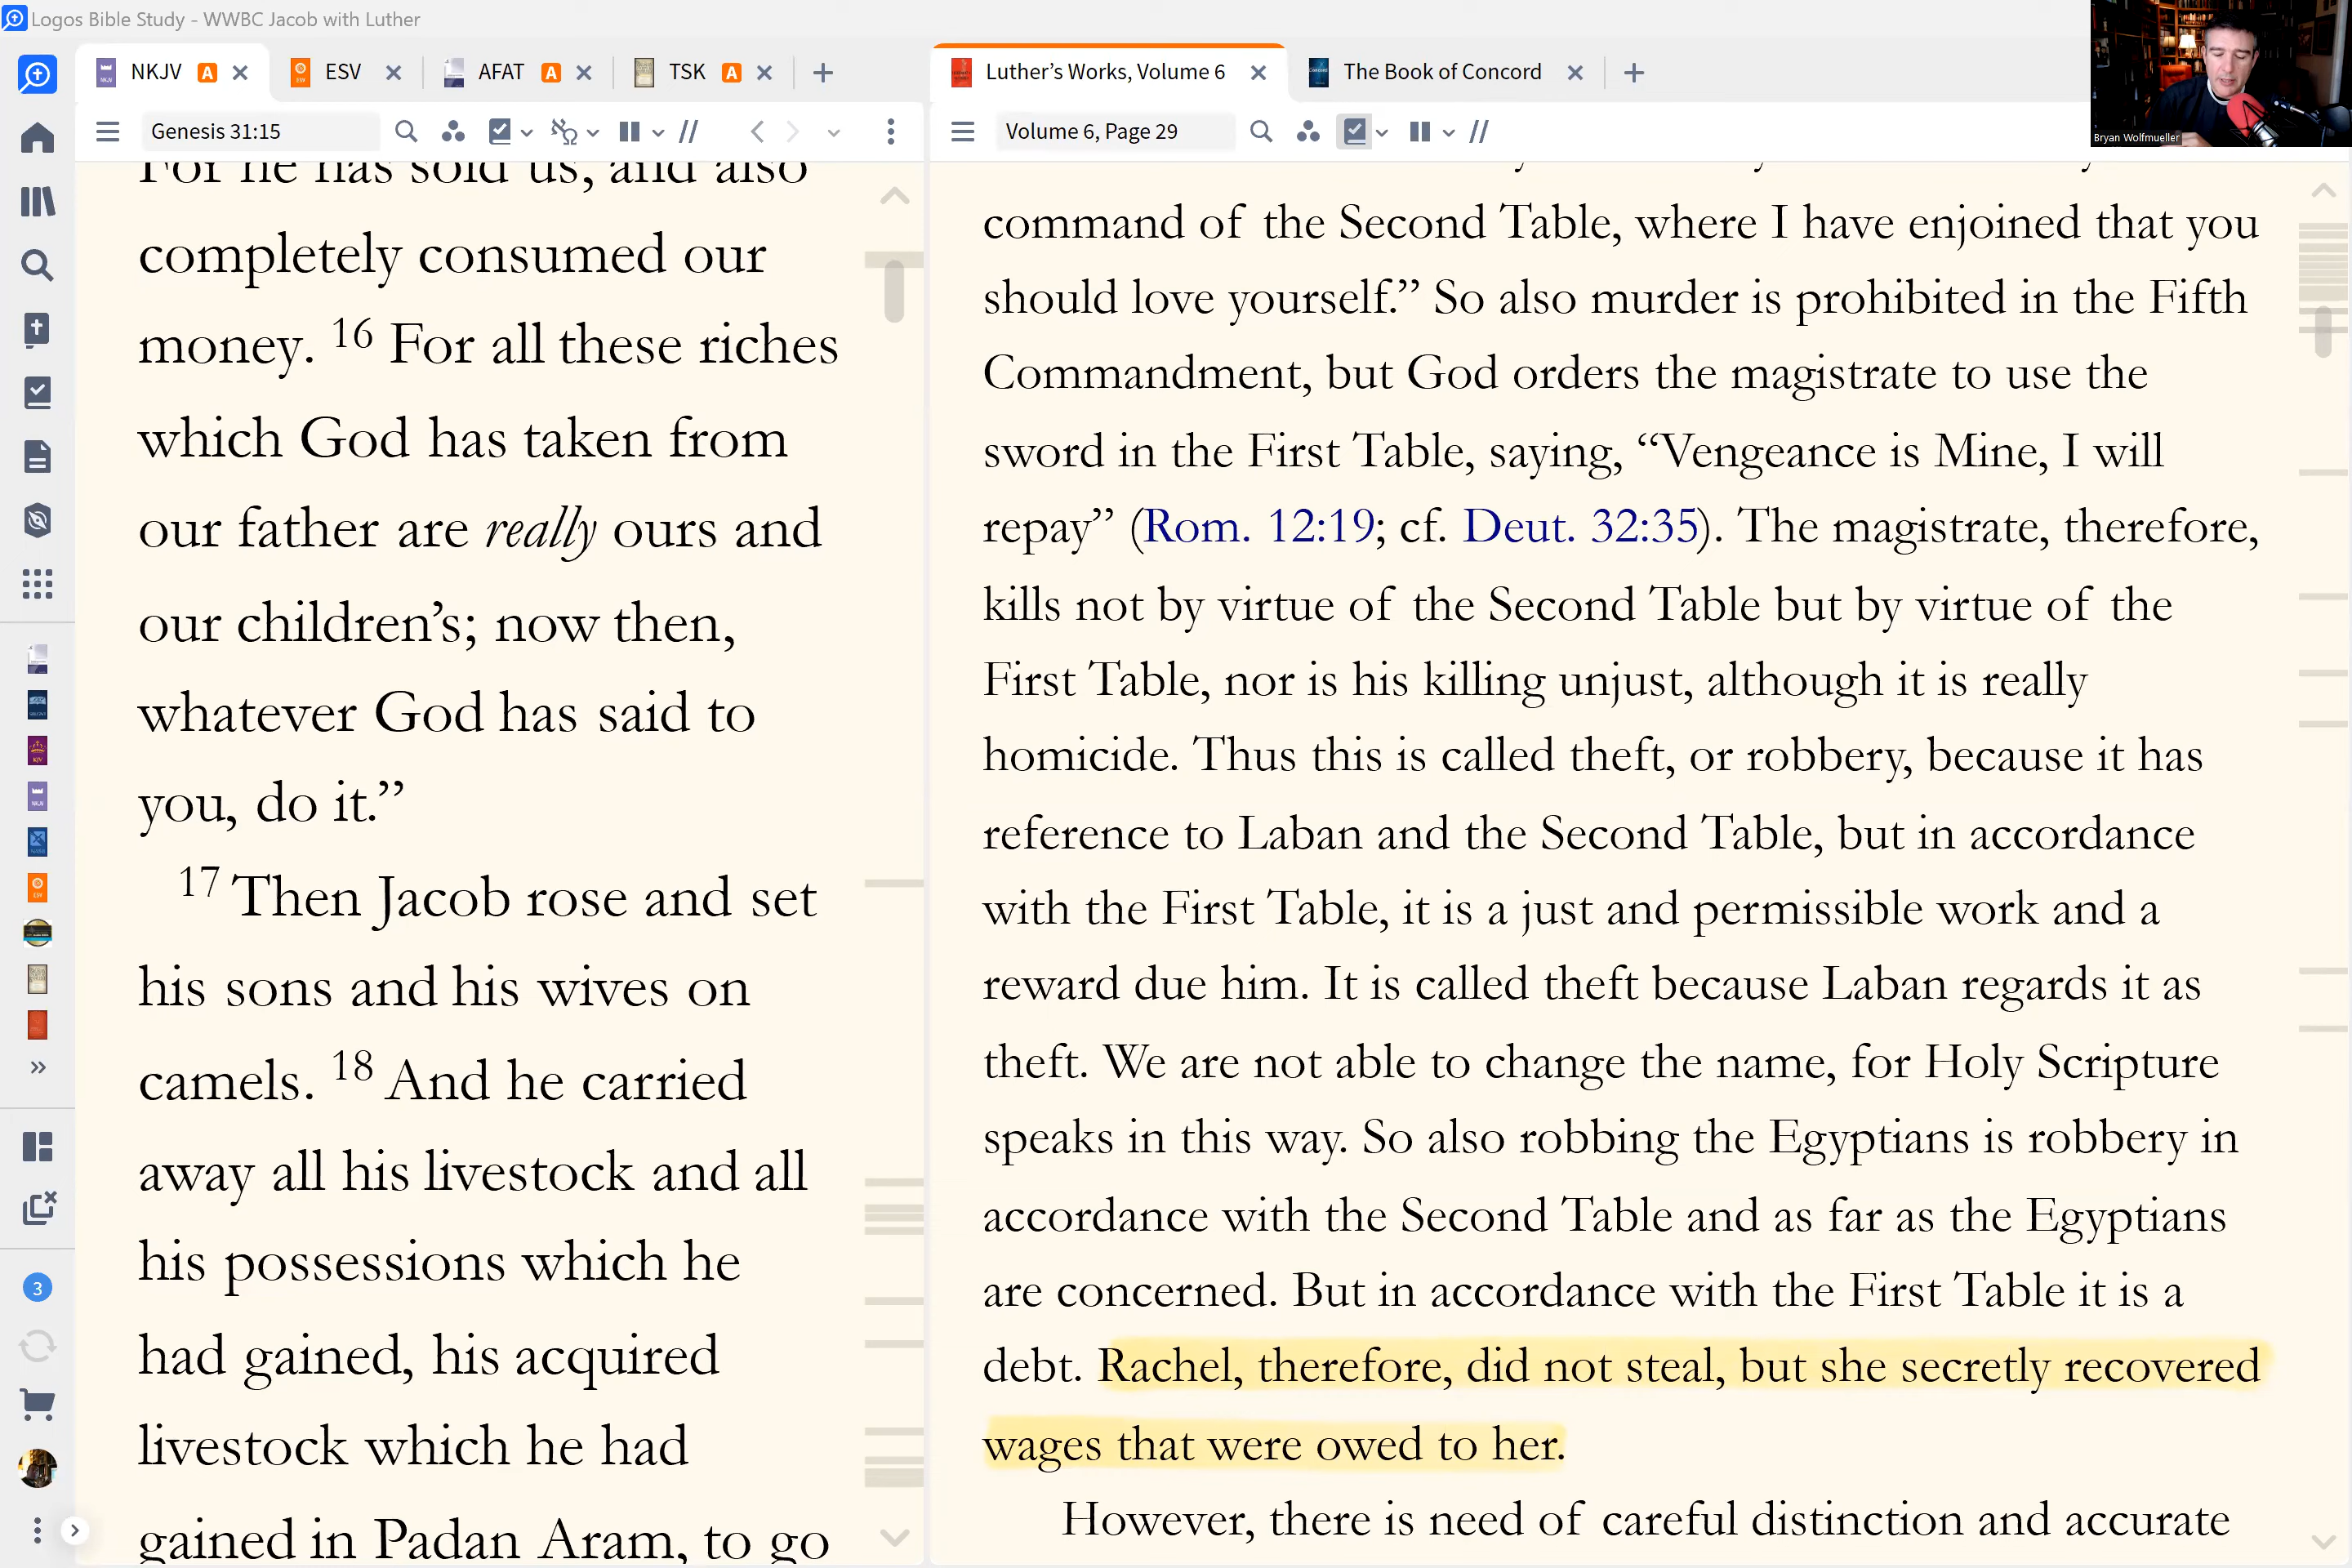 Logos Bible Study - WWBC Jacob with Luther
NKJV A
ESV
AFAT A
TSK A
Genesis 31:15
For he has sold us, and also
completely consumed our
money. 16 For all these riches
which God has taken from
our father are really ours and
our children’s; now then,
whatever God has said to
you, do it.”
17 Then Jacob rose and set
his sons and his wives on
camels. 18 And he carried
away all his livestock and all
his possessions which he
had gained, his acquired
livestock which he had
gained in Padan Aram, to go
Luther’s Works, Volume 6
The Book of Concord
Volume 6, Page 29
command of the Second Table, where I have enjoined that you
should love yourself.” So also murder is prohibited in the Fifth
Commandment, but God orders the magistrate to use the
sword in the First Table, saying, “Vengeance is Mine, I will
repay” (Rom. 12:19; cf. Deut. 32:35). The magistrate, therefore,
kills not by virtue of the Second Table but by virtue of the
First Table, nor is his killing unjust, although it is really
homicide. Thus this is called theft, or robbery, because it has
reference to Laban and the Second Table, but in accordance
with the First Table, it is a just and permissible work and a
reward due him. It is called theft because Laban regards it as
theft. We are not able to change the name, for Holy Scripture
speaks in this way. So also robbing the Egyptians is robbery in
accordance with the Second Table and as far as the Egyptians
are concerned. But in accordance with the First Table it is a
debt. Rachel, therefore, did not steal, but she secretly recovered
wages that were owed to her.
However, there is need of careful distinction and accurate
Bryan Wolfmueller
3